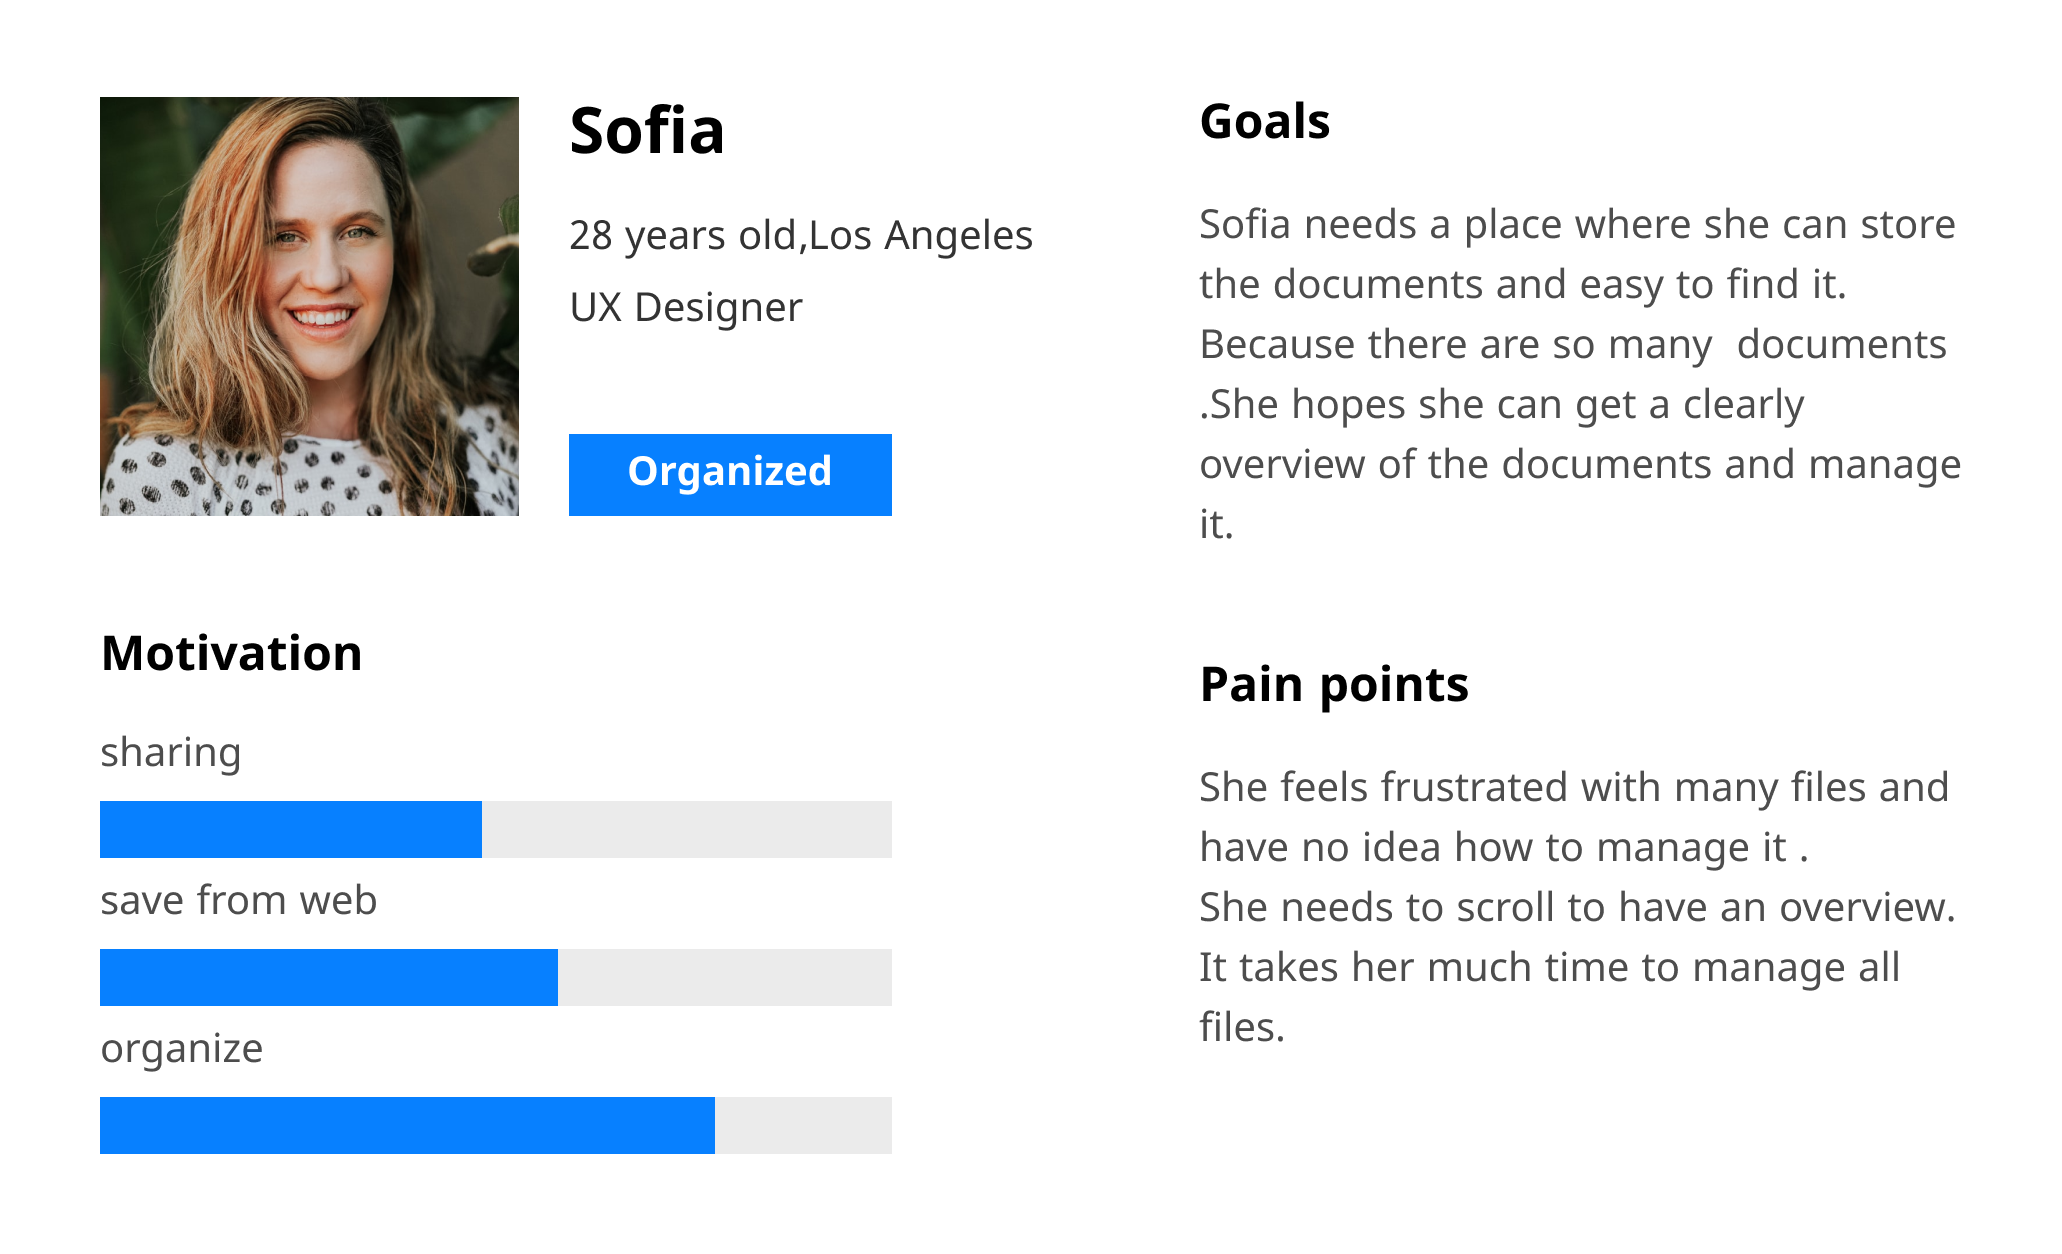 Sofia
28 years old,Los Angeles
UX Designer
Organized
Motivation
sharing
save from web
organize
Goals
Sofia needs a place where she can store
the documents and easy to find it.
Because there are so many  documents
.She hopes she can get a clearly
overview of the documents and manage
it.
Pain points
She feels frustrated with many files and
have no idea how to manage it .
She needs to scroll to have an overview.
It takes her much time to manage all
files.